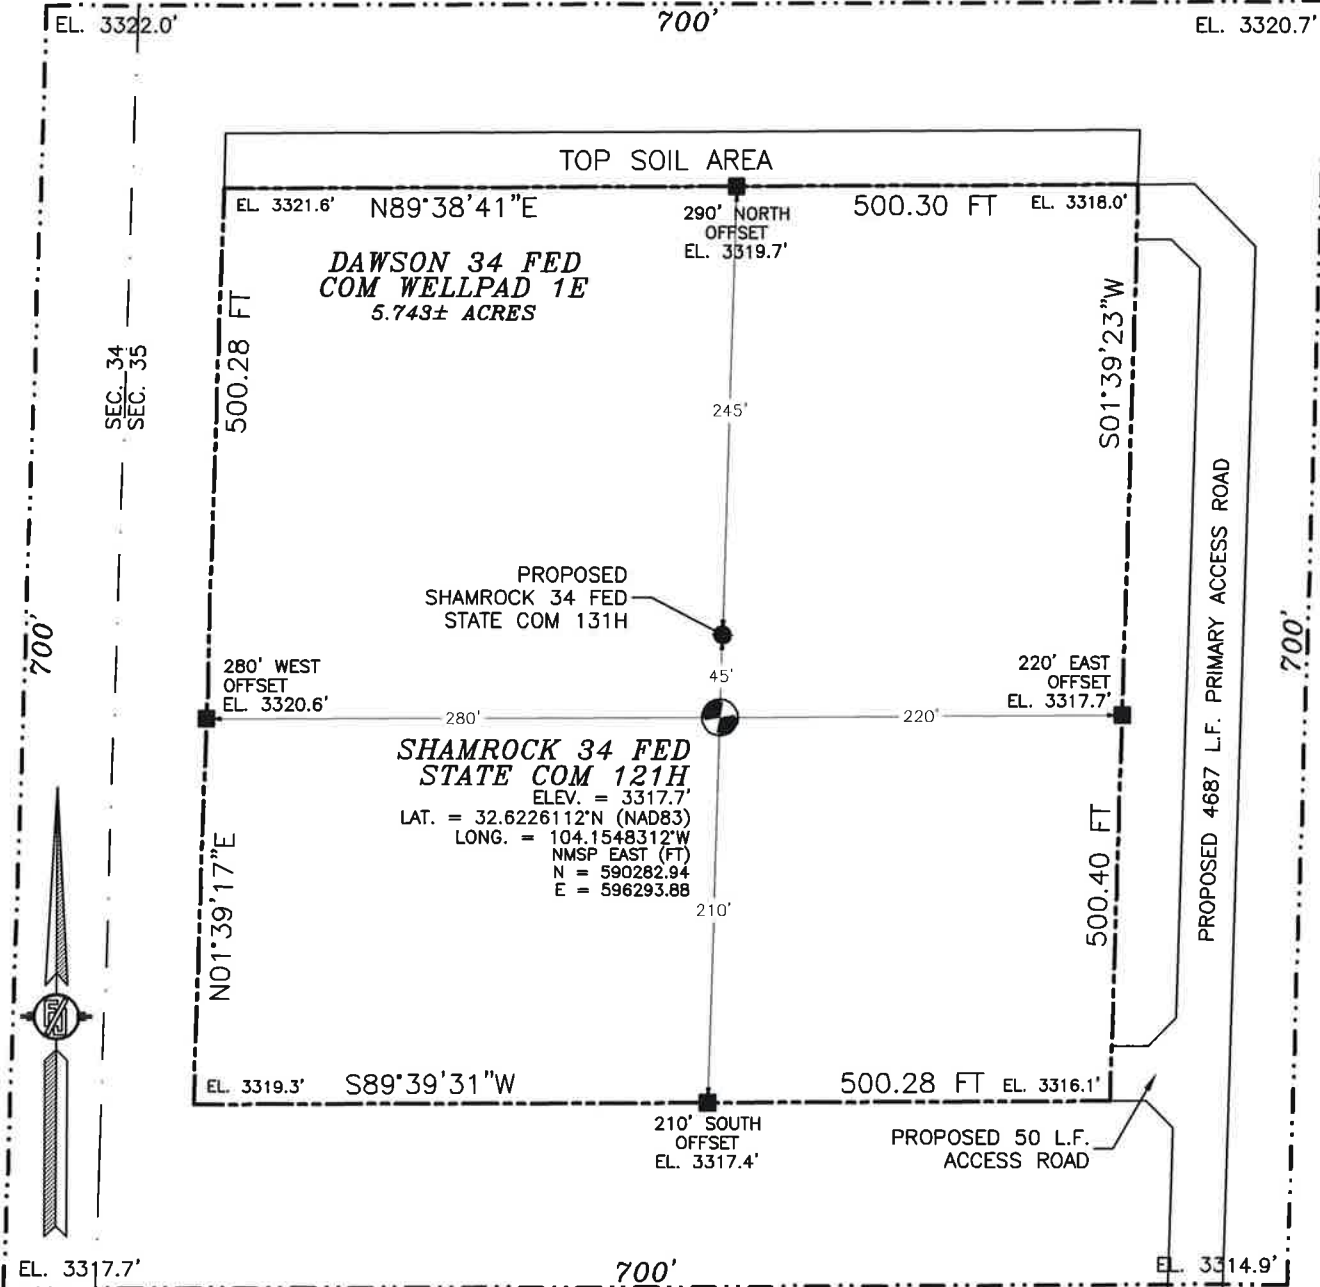 EL. 3322.0'
700'
EL. 3320.7'
TOP SOIL AREA
EL. 3321.6'
N89°38'41"E
290' NORTH
OFFSET
EL. 3319.7'
500.30 FT
EL. 3318.0'
DAWSON 34 FED
COM WELLPAD 1E
5.743± ACRES
500.28 FT
S01°39'23"W
SEC. 34
SEC. 35
245'
PROPOSED
SHAMROCK 34 FED
STATE COM 131H
700'
700'
PROPOSED 4687 L.F. PRIMARY ACCESS ROAD
280' WEST
OFFSET
EL. 3320.6'
45'
220' EAST
OFFSET
EL. 3317.7'
280'
220'
SHAMROCK 34 FED
STATE COM 121H
ELEV. = 3317.7'
LAT. = 32.6226112°N (NAD83)
LONG. = 104.1548312°W
NMSP EAST (FT)
N = 590282.94
E = 596293.88
N01°39'17"E
500.40 FT
210'
EL. 3319.3'
S89°39'31"W
500.28 FT
EL. 3316.1'
210' SOUTH
OFFSET
EL. 3317.4'
PROPOSED 50 L.F.
ACCESS ROAD
EL. 3317.7'
700'
EL. 3314.9'